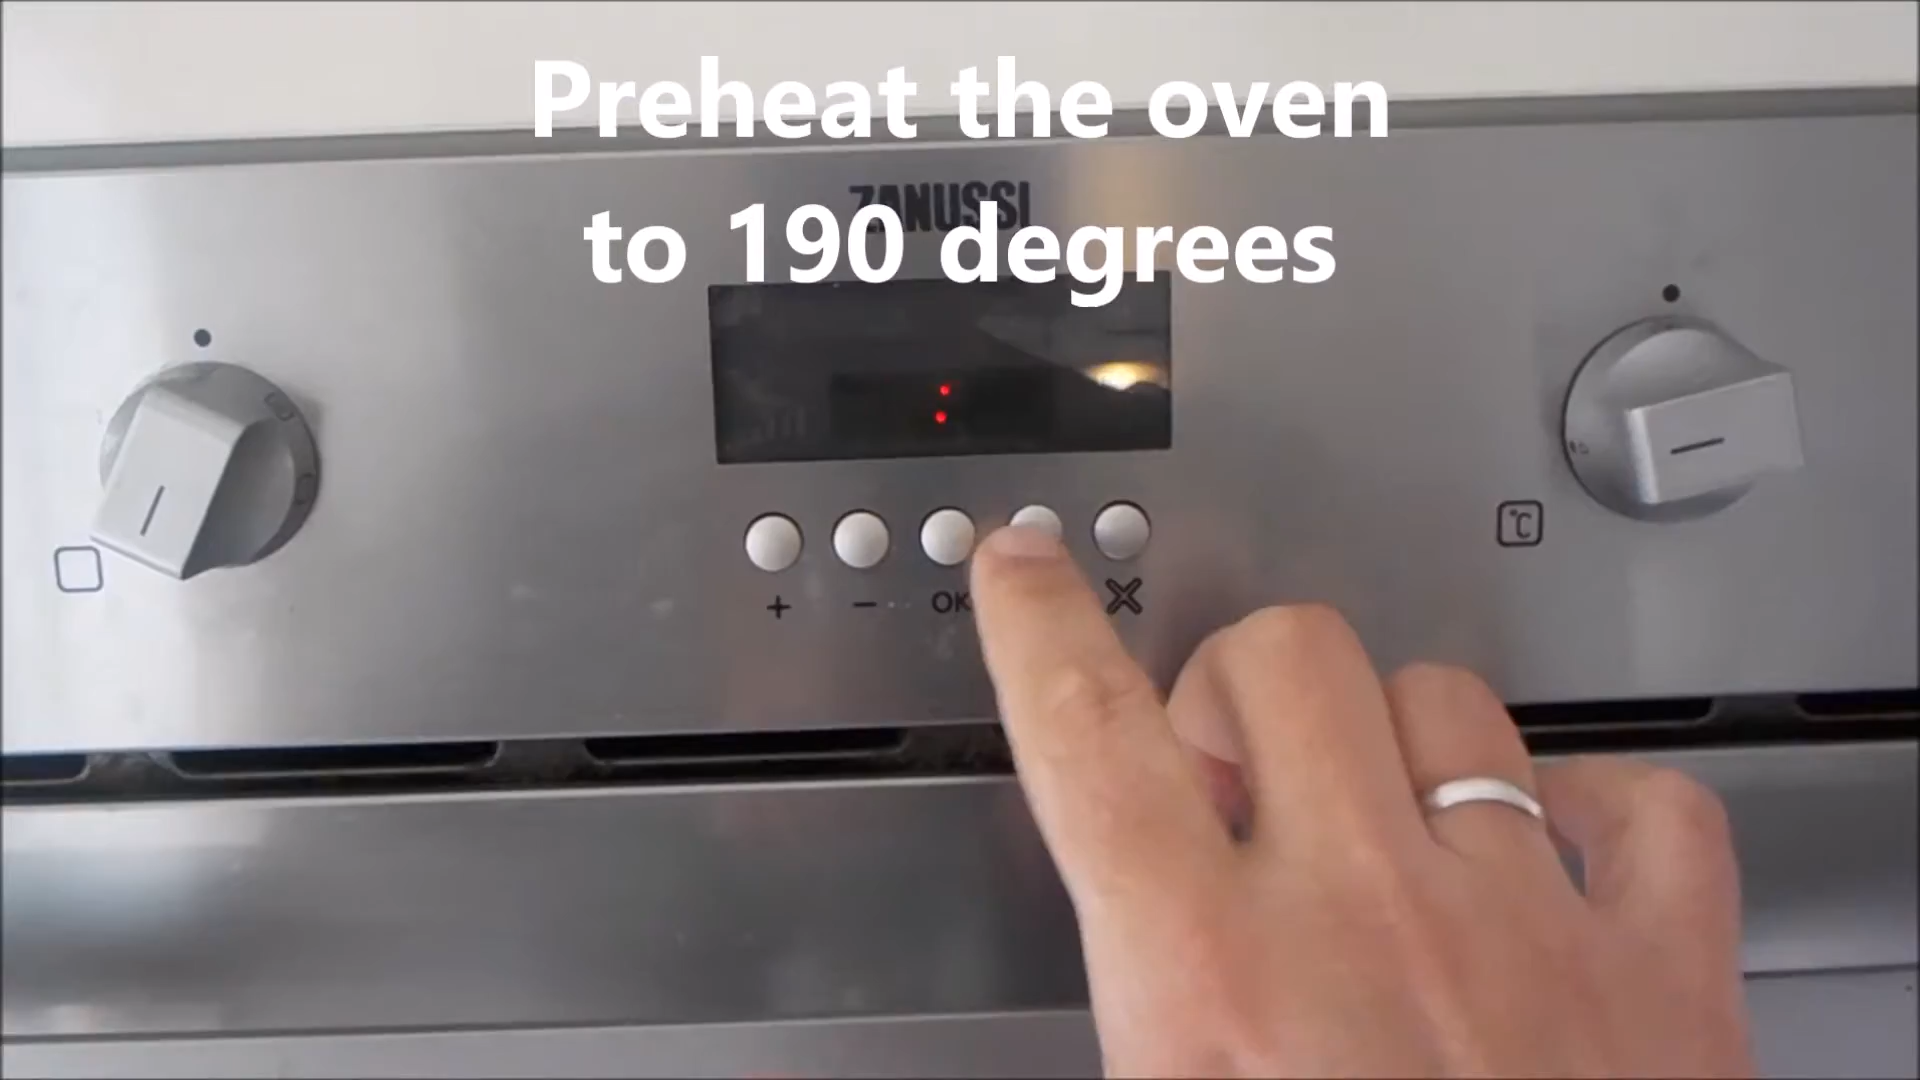 Preheat the oven
ZANUSSI
to 190 degrees
+ − OK
°C